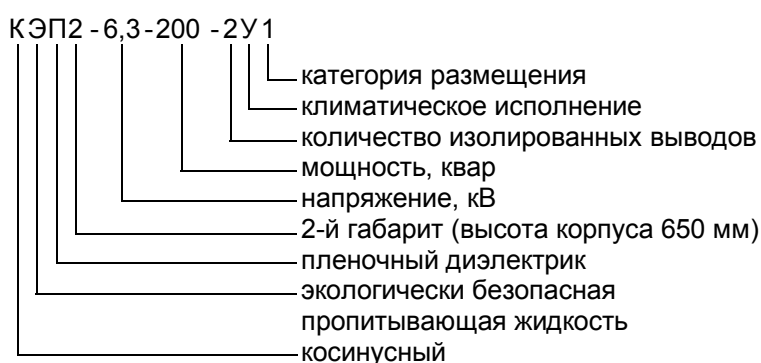 КЭП2 - 6,3 - 200 - 2У1
категория размещения
климатическое исполнение
количество изолированных выводов
мощность, квар
напряжение, кВ
2-й габарит (высота корпуса 650 мм)
пленочный диэлектрик
экологически безопасная
пропитывающая жидкость
косинусный